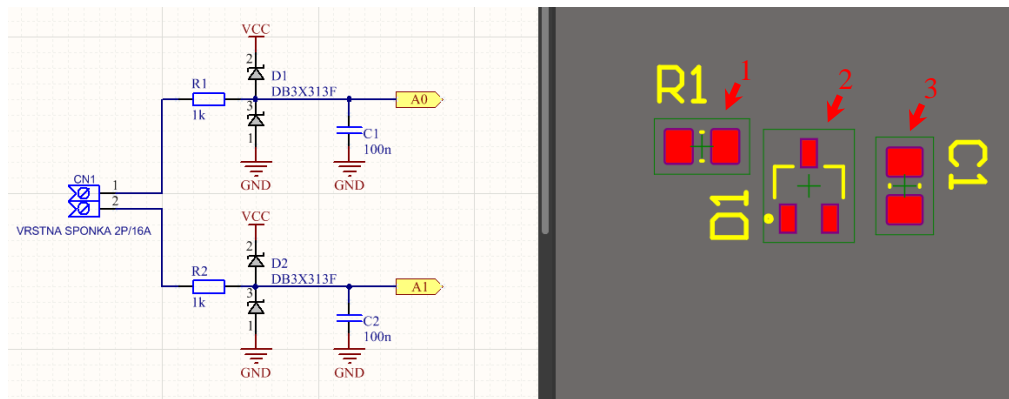 VCC
2
D1
DB3X313F
R1
1k
3
1
A0
C1
100n
GND
GND
CN1
1
2
VRSTNA SPONKA 2P/16A
VCC
2
D2
DB3X313F
R2
1k
3
1
A1
C2
100n
GND
GND
R1
1
2
3
D1
C1